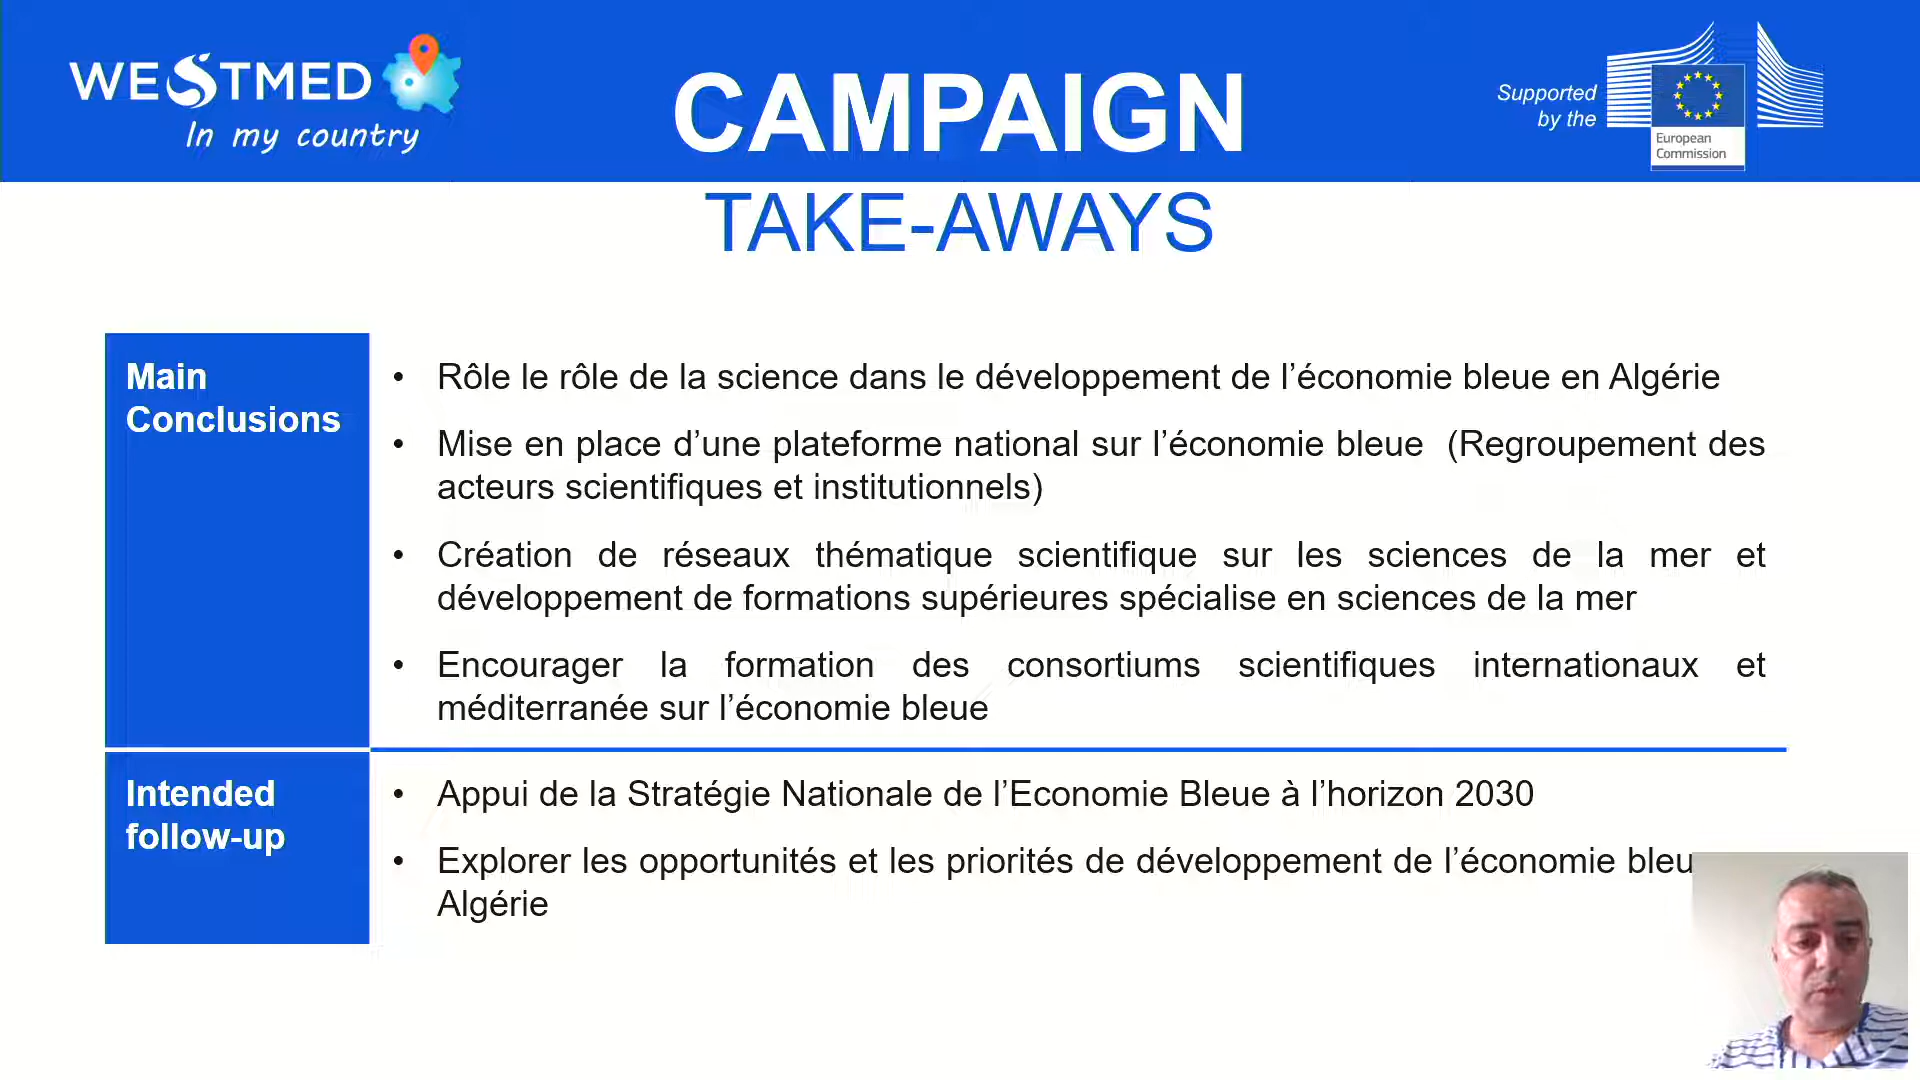 WESTMED
In my country
CAMPAIGN
Supported
by the
European
Commission
TAKE-AWAYS
Main
Conclusions
• Rôle le rôle de la science dans le développement de l’économie bleue en Algérie
• Mise en place d’une plateforme national sur l’économie bleue (Regroupement des
acteurs scientifiques et institutionnels)
• Création de réseaux thématique scientifique sur les sciences de la mer et
développement de formations supérieures spécialise en sciences de la mer
• Encourager la formation des consortiums scientifiques internationaux et
méditerranée sur l’économie bleue
Intended
follow-up
• Appui de la Stratégie Nationale de l’Economie Bleue à l’horizon 2030
• Explorer les opportunités et les priorités de développement de l’économie bleu
Algérie